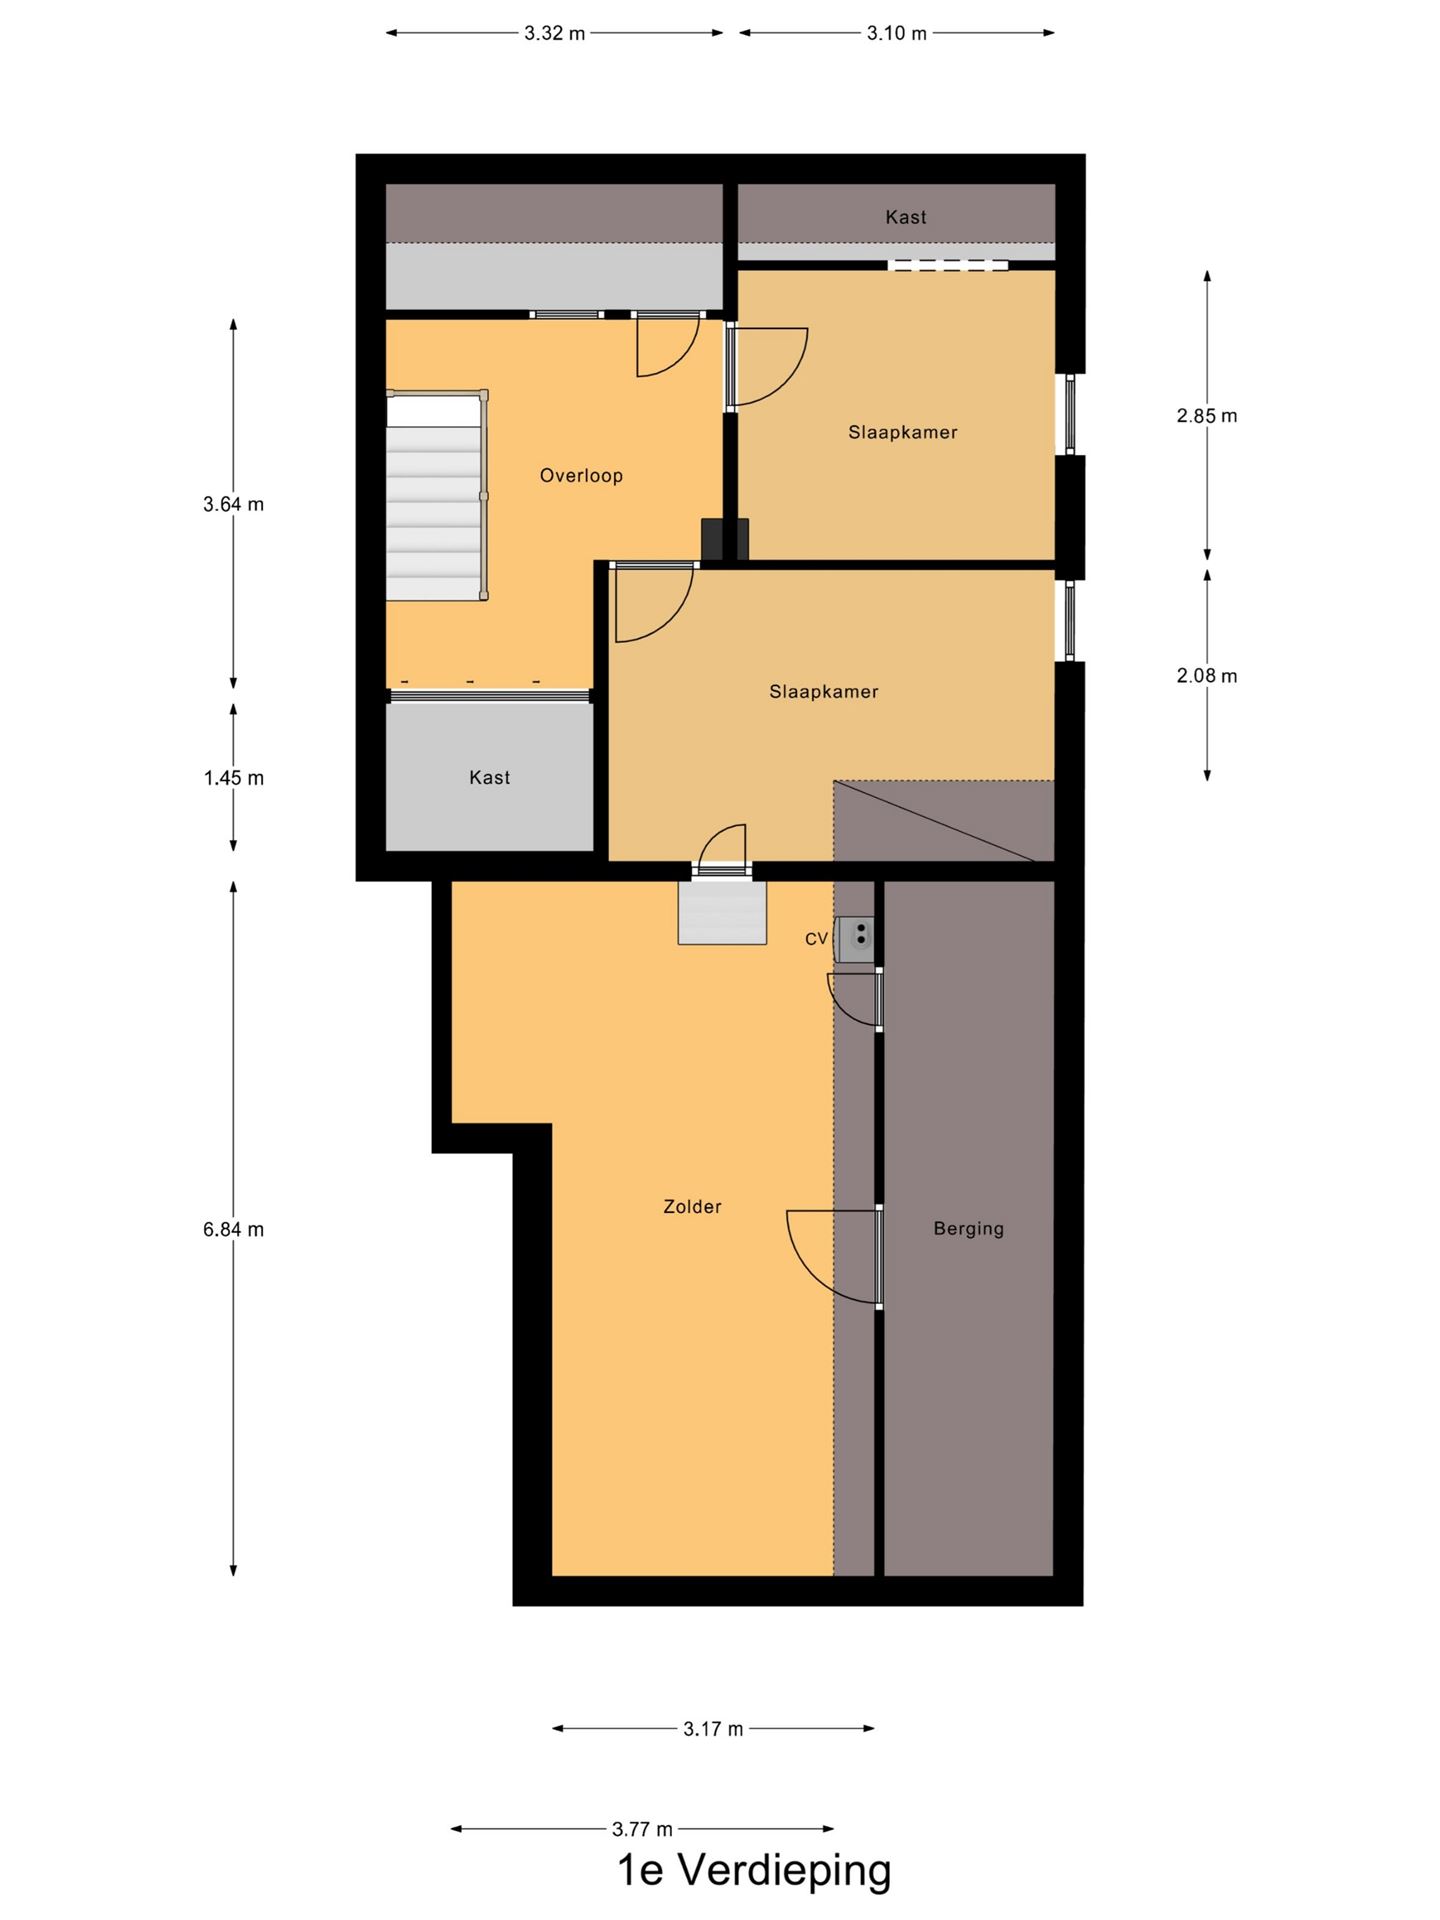 3.32 m
3.10 m
Kast
2.85 m
Slaapkamer
Overloop
3.64 m
2.08 m
Slaapkamer
1.45 m
Kast
CV
Zolder
6.84 m
Berging
3.17 m
3.77 m
1e Verdieping